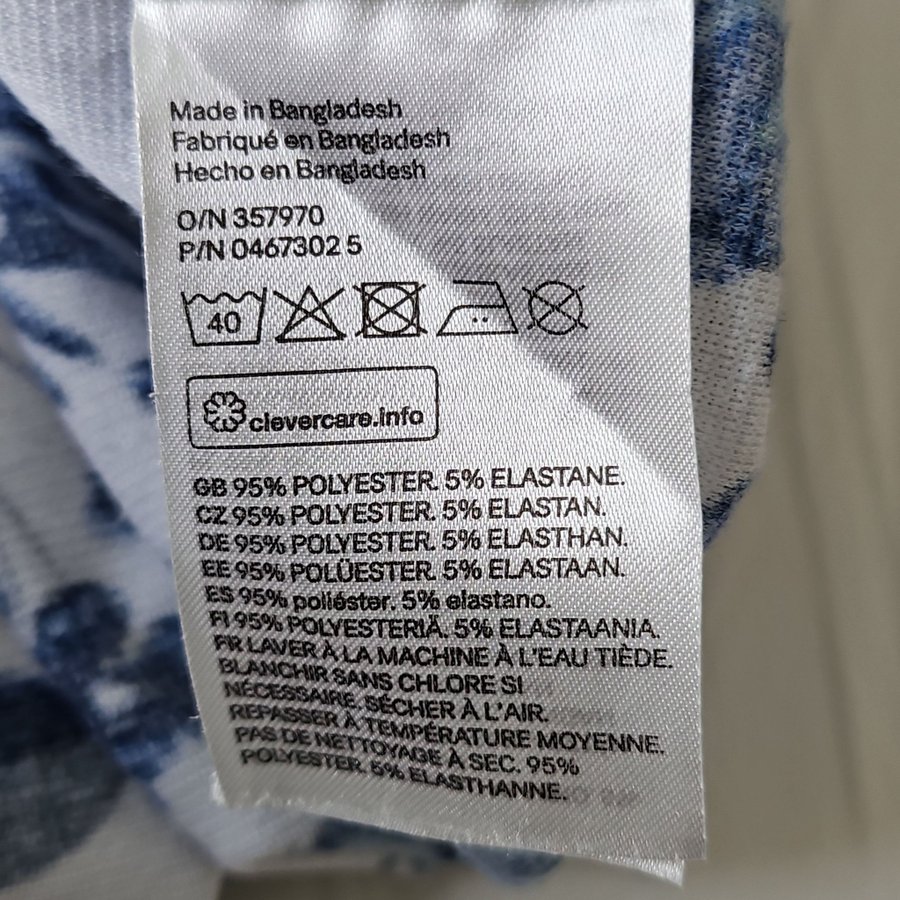 Made in Bangladesh
Fabriqué en Bangladesh
Hecho en Bangladesh
O/N 357970
P/N 0467302 5
40
clevercare.info
GB 95% POLYESTER. 5% ELASTANE.
CZ 95% POLYESTER. 5% ELASTAN.
DE 95% POLYESTER. 5% ELASTHAN.
EE 95% POLÜESTER. 5% ELASTAAN.
ES 95% poliéster. 5% elastano.
FI 95% POLYESTERIÄ. 5% ELASTAANIA.
FR LAVER À LA MACHINE À L'EAU TIÈDE.
BLANCHIR SANS CHLORE SI
NÉCESSAIRE. SÉCHER À L'AIR.
REPASSER À TEMPÉRATURE MOYENNE.
PAS DE NETTOYAGE À SEC. 95%
POLYESTER. 5% ELASTHANNE.